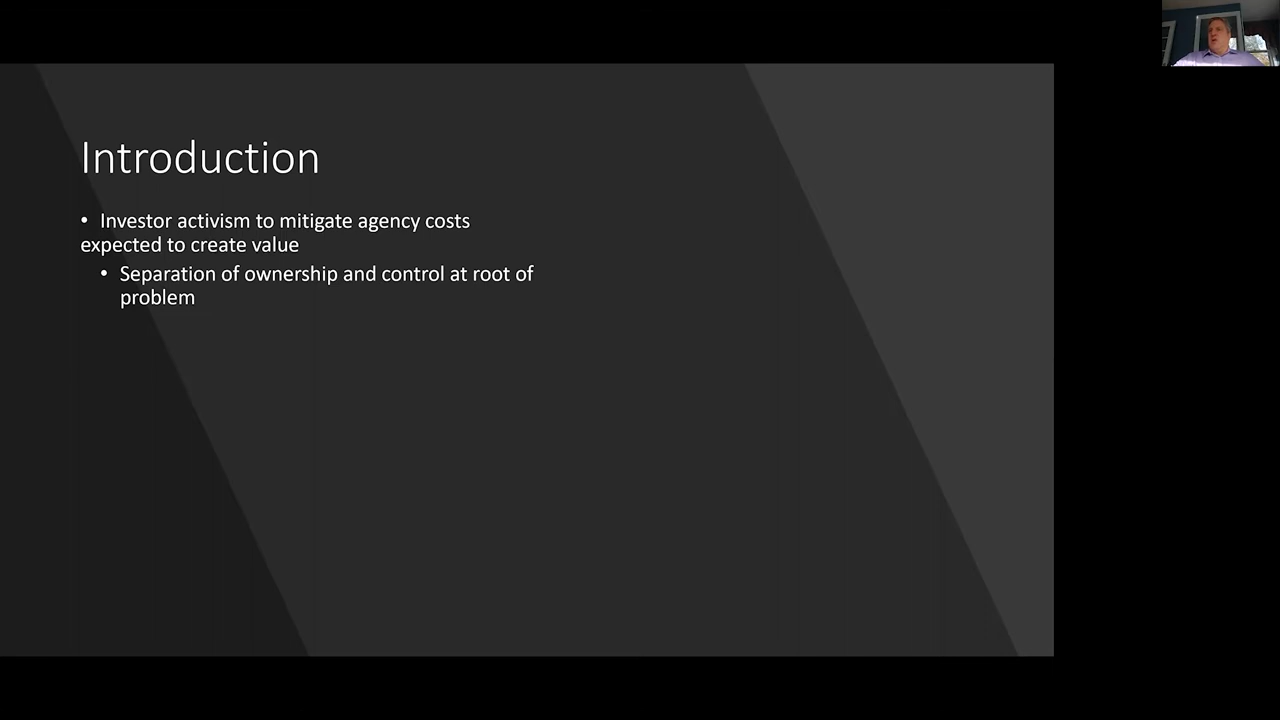 Introduction
• Investor activism to mitigate agency costs
expected to create value
• Separation of ownership and control at root of
problem